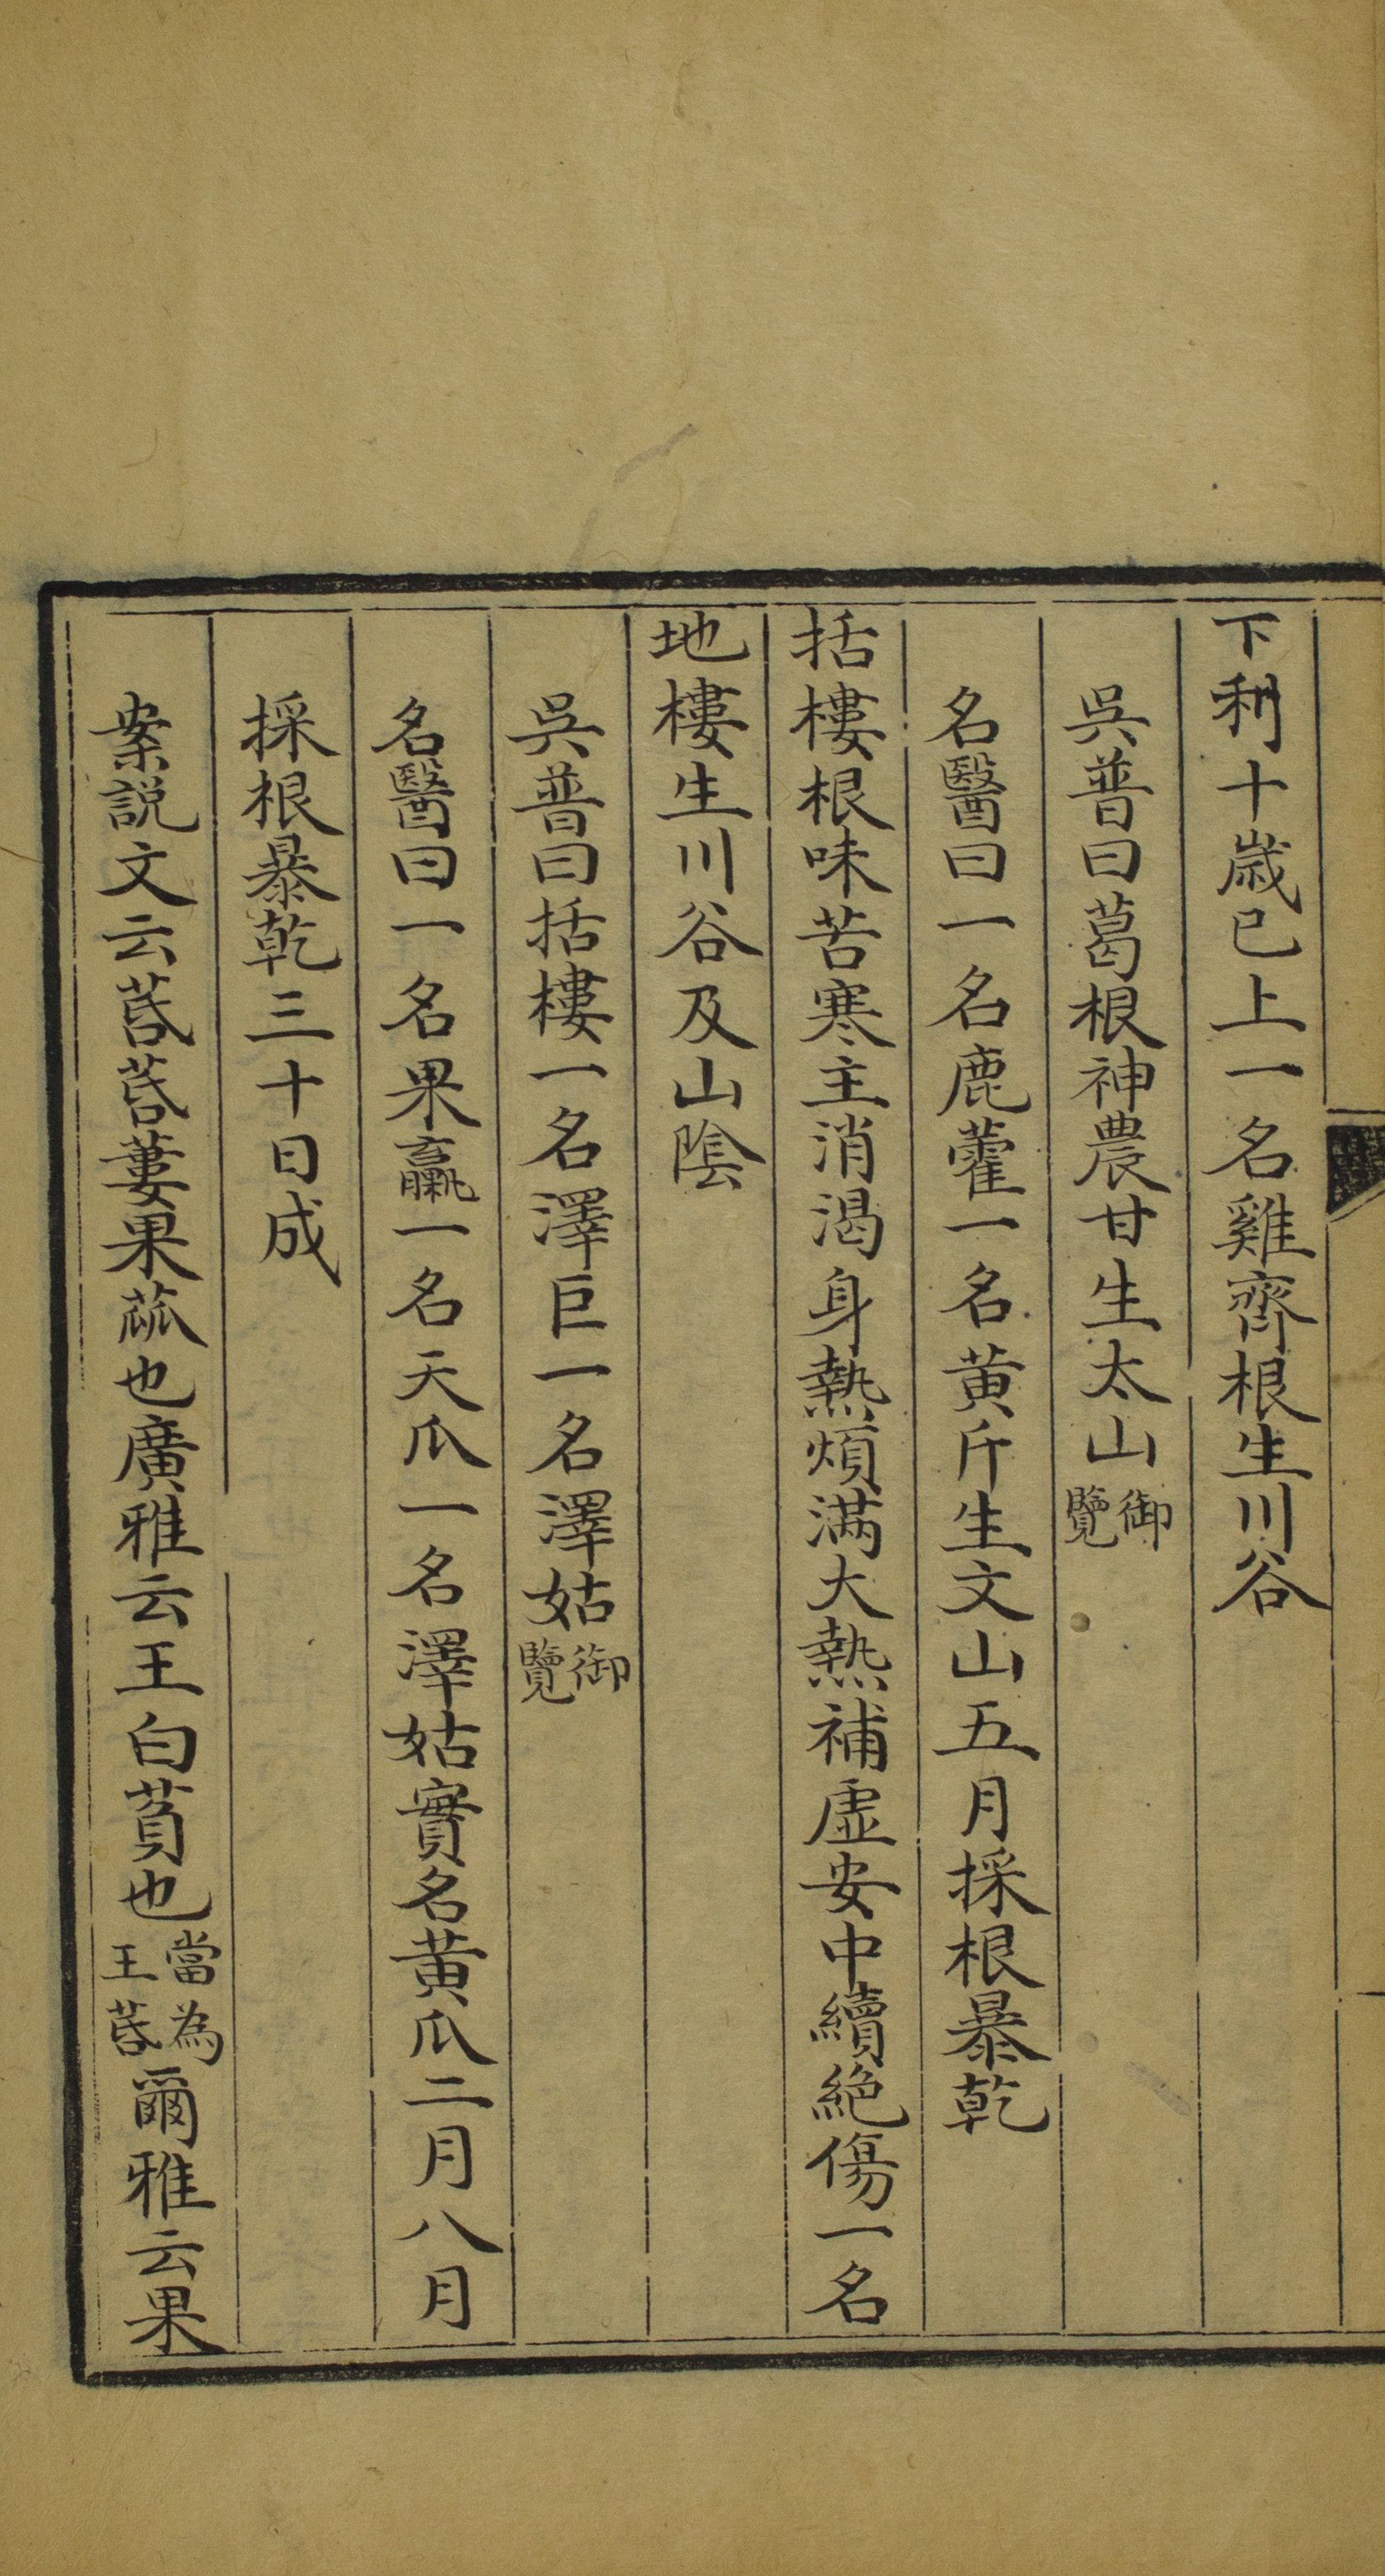 下利十歲已上一名雞齊根生川谷
吳普曰葛根神農甘生太山御覽
名醫曰一名鹿藿一名黃斤生文山五月採根暴乾
括樓根味苦寒主消渴身熱煩滿大熱補虛安中續絕傷一名
地樓生川谷及山陰
吳普曰括樓一名澤巨一名澤姑御覽
名醫曰一名果蠃一名天瓜一名澤姑實名黃瓜二月八月
採根暴乾三十日成
案說文云𦯄𦯄蔞果蓏也廣雅云王白萯也當為王𦯄爾雅云果